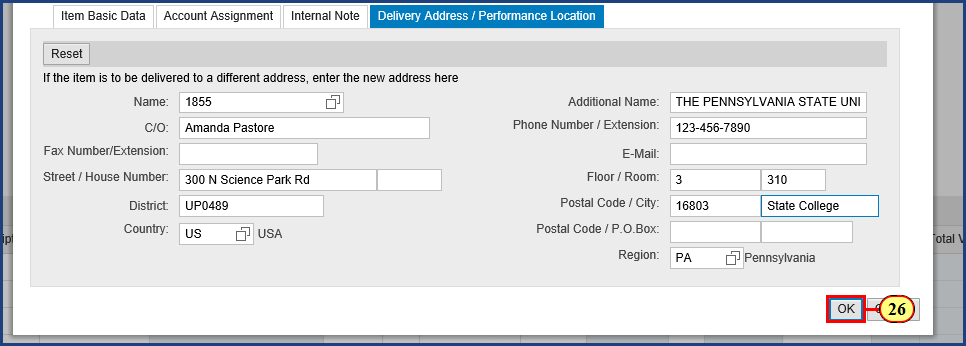 Item Basic Data Account Assignment Internal Note Delivery Address / Performance Location
Reset
If the item is to be delivered to a different address, enter the new address here
Name: 1855 Additional Name: THE PENNSYLVANIA STATE UNI
C/O: Amanda Pastore Phone Number / Extension: 123-456-7890
Fax Number/Extension: E-Mail:
Street / House Number: 300 N Science Park Rd Floor / Room: 3 310
District: UP0489 Postal Code / City: 16803 State College
Country: US USA Postal Code / P.O.Box:
Region: PA Pennsylvania
OK 26